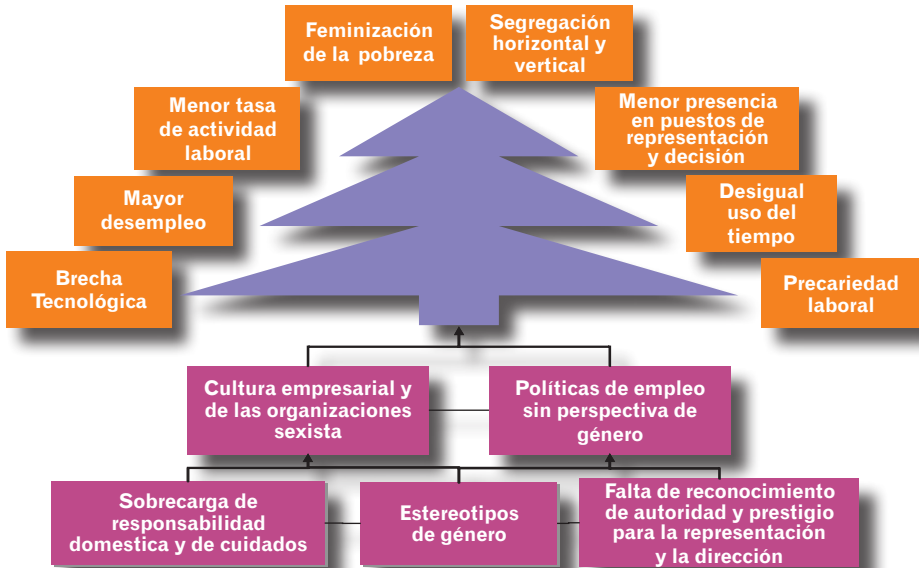 Feminización
de la pobreza
Segregación
horizontal y
vertical
Menor tasa
de actividad
laboral
Menor presencia
en puestos de
representación
y decisión
Mayor
desempleo
Desigual
uso del
tiempo
Brecha
Tecnológica
Precariedad
laboral
Cultura empresarial y
de las organizaciones
sexista
Políticas de empleo
sin perspectiva de
género
Sobrecarga de
responsabilidad
domestica y de cuidados
Estereotipos
de género
Falta de reconocimiento
de autoridad y prestigio
para la representación
y la dirección